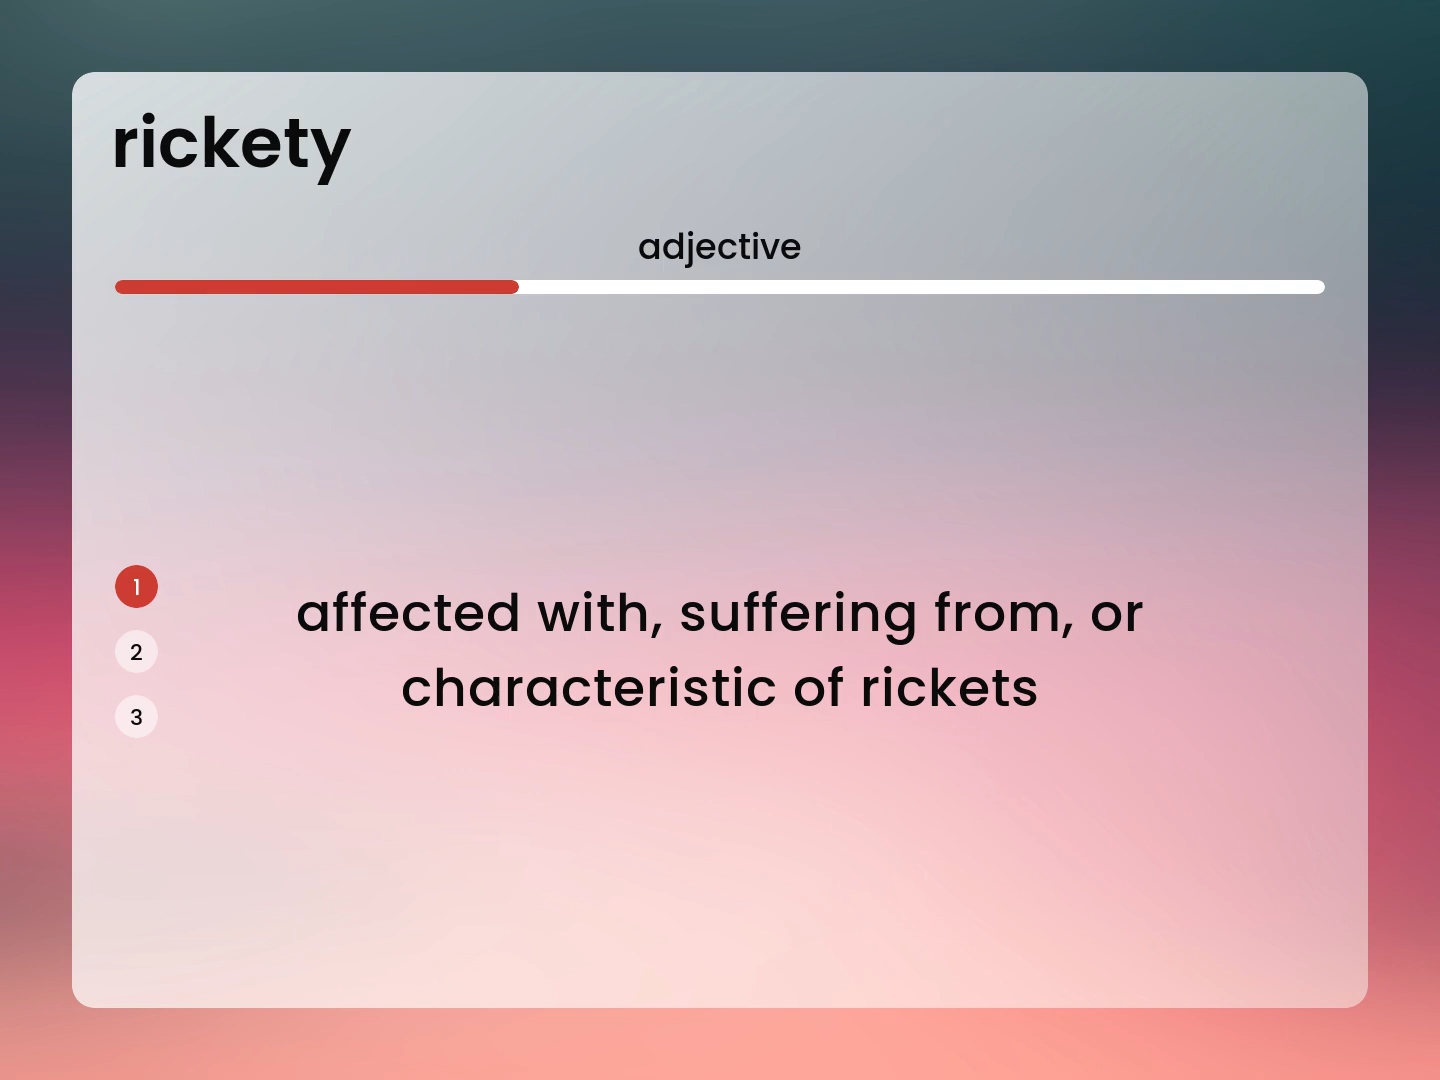 rickety
adjective
1
affected with, suffering from, or
2
characteristic of rickets
3